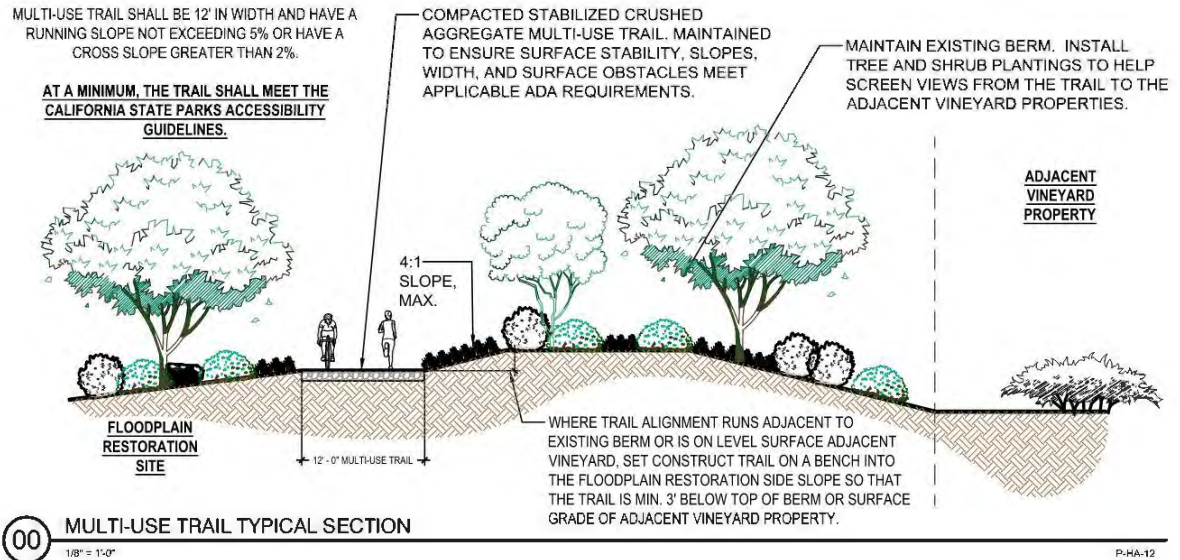 MULTI-USE TRAIL SHALL BE 12' IN WIDTH AND HAVE A
RUNNING SLOPE NOT EXCEEDING 5% OR HAVE A
CROSS SLOPE GREATER THAN 2%.
AT A MINIMUM, THE TRAIL SHALL MEET THE
CALIFORNIA STATE PARKS ACCESSIBILITY
GUIDELINES.
COMPACTED STABILIZED CRUSHED
AGGREGATE MULTI-USE TRAIL. MAINTAINED
TO ENSURE SURFACE STABILITY, SLOPES,
WIDTH, AND SURFACE OBSTACLES MEET
APPLICABLE ADA REQUIREMENTS.
MAINTAIN EXISTING BERM. INSTALL
TREE AND SHRUB PLANTINGS TO HELP
SCREEN VIEWS FROM THE TRAIL TO THE
ADJACENT VINEYARD PROPERTIES.
ADJACENT
VINEYARD
PROPERTY
4:1
SLOPE,
MAX.
FLOODPLAIN
RESTORATION
SITE
12' - 0" MULTI-USE TRAIL
WHERE TRAIL ALIGNMENT RUNS ADJACENT TO
EXISTING BERM OR IS ON LEVEL SURFACE ADJACENT
VINEYARD, SET CONSTRUCT TRAIL ON A BENCH INTO
THE FLOODPLAIN RESTORATION SIDE SLOPE SO THAT
THE TRAIL IS MIN. 3' BELOW TOP OF BERM OR SURFACE
GRADE OF ADJACENT VINEYARD PROPERTY.
00 MULTI-USE TRAIL TYPICAL SECTION
1/8" = 1'-0"
P-HA-12